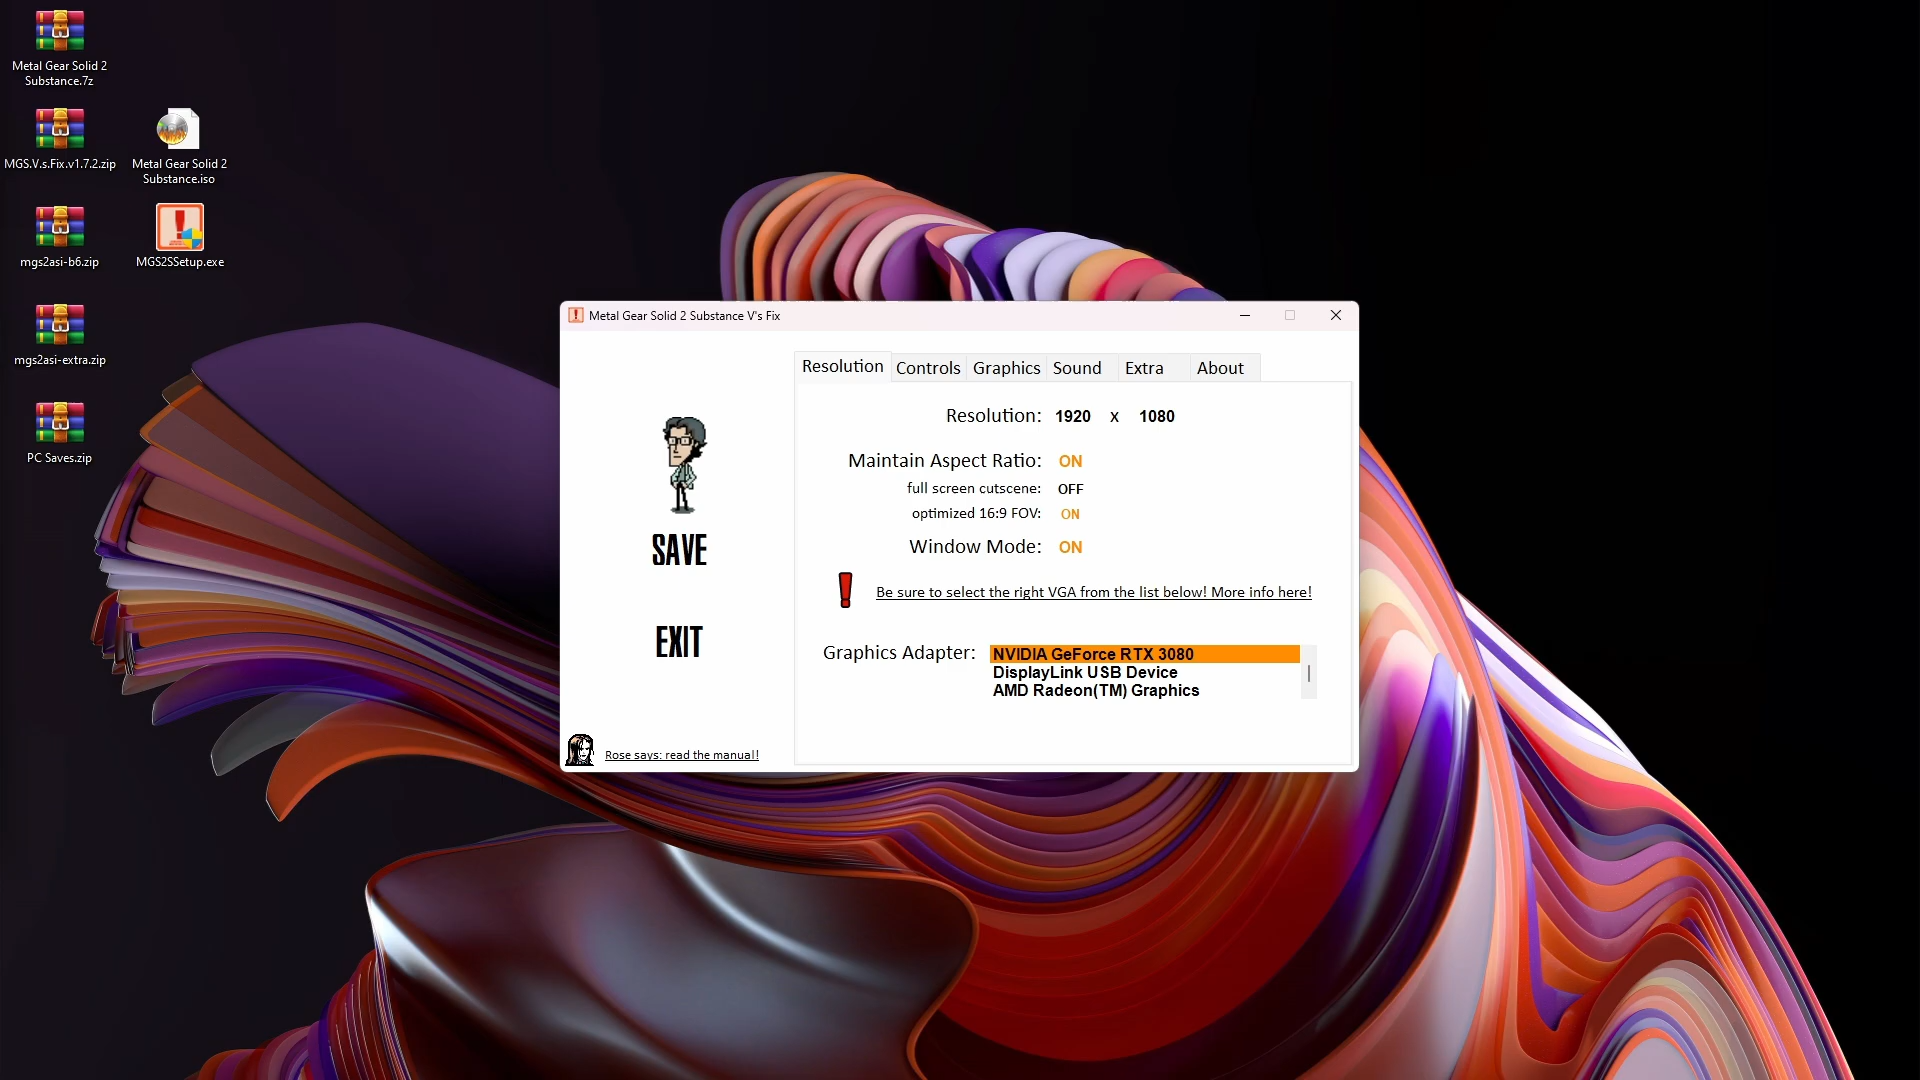 Metal Gear Solid 2
Substance.7z
MGS.V.s.Fix.v1.7.2.zip
Metal Gear Solid 2
Substance.iso
mgs2asi-b6.zip
MGS2SSetup.exe
mgs2asi-extra.zip
PC Saves.zip
Metal Gear Solid 2 Substance V's Fix
Resolution Controls Graphics Sound Extra About
Resolution: 1920 x 1080
Maintain Aspect Ratio: ON
full screen cutscene: OFF
optimized 16:9 FOV: ON
Window Mode: ON
Be sure to select the right VGA from the list below! More info here!
Graphics Adapter: NVIDIA GeForce RTX 3080
DisplayLink USB Device
AMD Radeon(TM) Graphics
SAVE
EXIT
Rose says: read the manual!